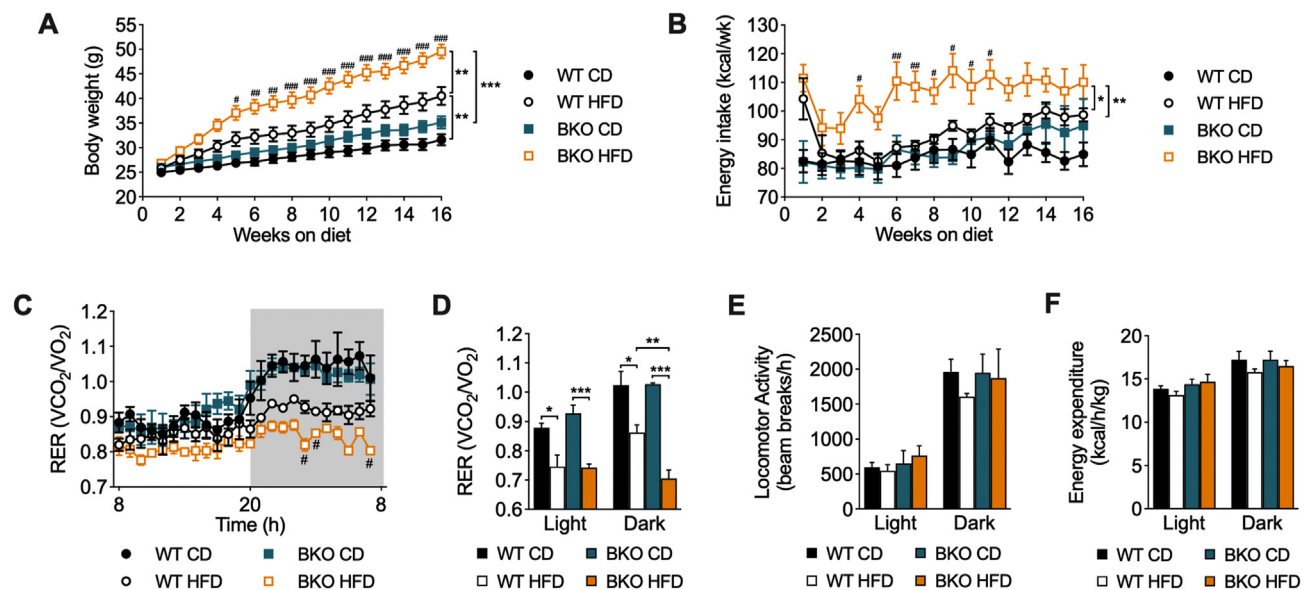 A
Body weight (g)
55
50
45
40
35
30
25
20
# ## ## ### ### ### ### ### ### ### ### ###
**
***
**
0 2 4 6 8 10 12 14 16
Weeks on diet
WT CD
WT HFD
BKO CD
BKO HFD
B
Energy intake (kcal/wk)
130
120
110
100
90
80
70
# ## ## # # # #
*
**
0 2 4 6 8 10 12 14 16
Weeks on diet
WT CD
WT HFD
BKO CD
BKO HFD
C
RER (VCO2/VO2)
1.2
1.1
1.0
0.9
0.8
0.7
# # #
8 20 8
Time (h)
WT CD BKO CD
WT HFD BKO HFD
D
RER (VCO2/VO2)
1.2
1.1
1.0
0.9
0.8
0.7
0.6
* *** * ** ***
Light Dark
WT CD BKO CD
WT HFD BKO HFD
E
Locomotor Activity
(beam breaks/h)
2500
2000
1500
1000
500
0
Light Dark
WT CD BKO CD
WT HFD BKO HFD
F
Energy expenditure
(kcal/h/kg)
20
15
10
5
0
Light Dark
WT CD BKO CD
WT HFD BKO HFD